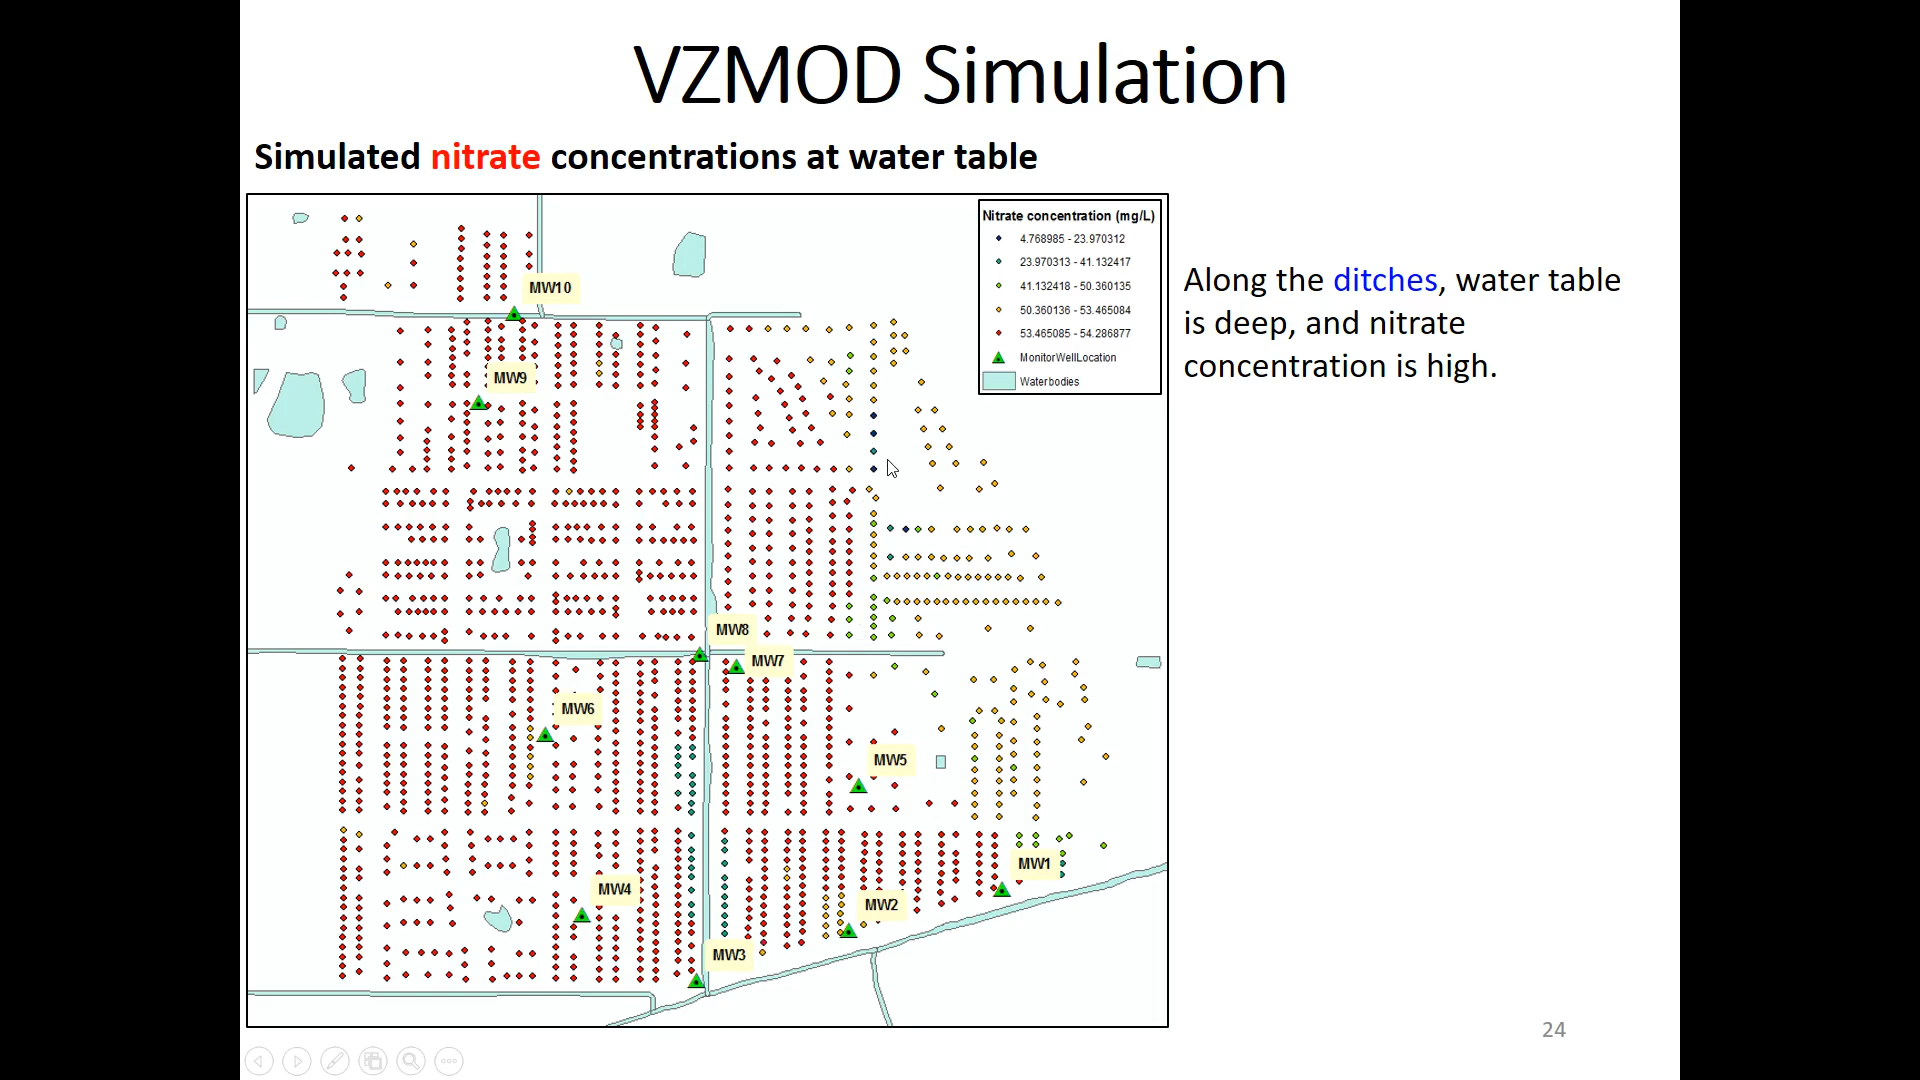 VZMOD Simulation
Simulated nitrate concentrations at water table
Nitrate concentration (mg/L)
4.768985 - 23.970312
23.970313 - 41.132417
41.132418 - 50.360135
50.360136 - 53.465084
53.465085 - 54.286877
MonitorWellLocation
Waterbodies
Along the ditches, water table
is deep, and nitrate
concentration is high.
MW10
MW9
MW8
MW7
MW6
MW5
MW1
MW4
MW2
MW3
24